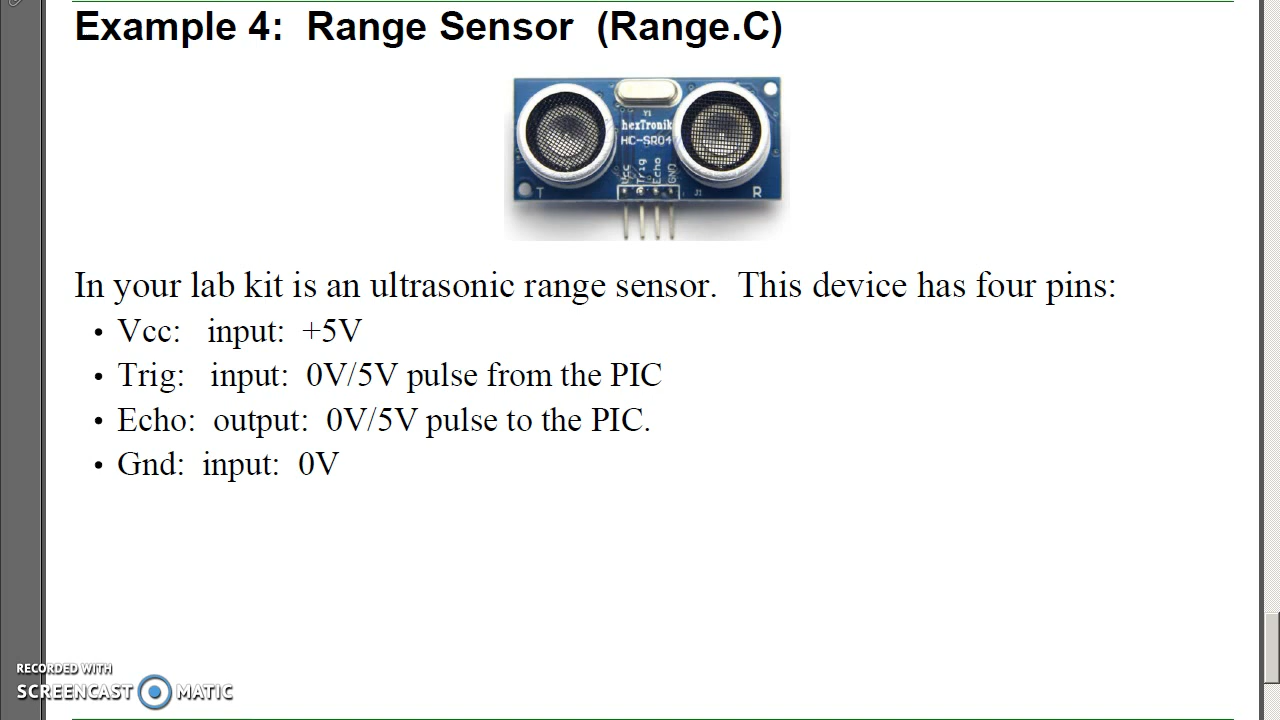 Example 4: Range Sensor (Range.C)
Y1
hexTronik
HC-SR04
Vcc Trig Echo GND
T J1 R
In your lab kit is an ultrasonic range sensor. This device has four pins:
• Vcc: input: +5V
• Trig: input: 0V/5V pulse from the PIC
• Echo: output: 0V/5V pulse to the PIC.
• Gnd: input: 0V
RECORDED WITH
SCREENCAST MATIC